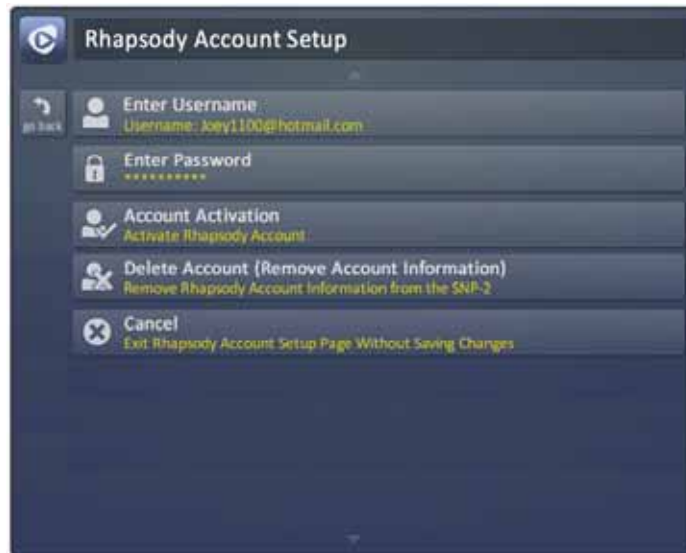 Rhapsody Account Setup
go back
Enter Username
Username: Joey1100@hotmail.com
Enter Password
**********
Account Activation
Activate Rhapsody Account
Delete Account (Remove Account Information)
Remove Rhapsody Account Information from the SNP-2
Cancel
Exit Rhapsody Account Setup Page Without Saving Changes